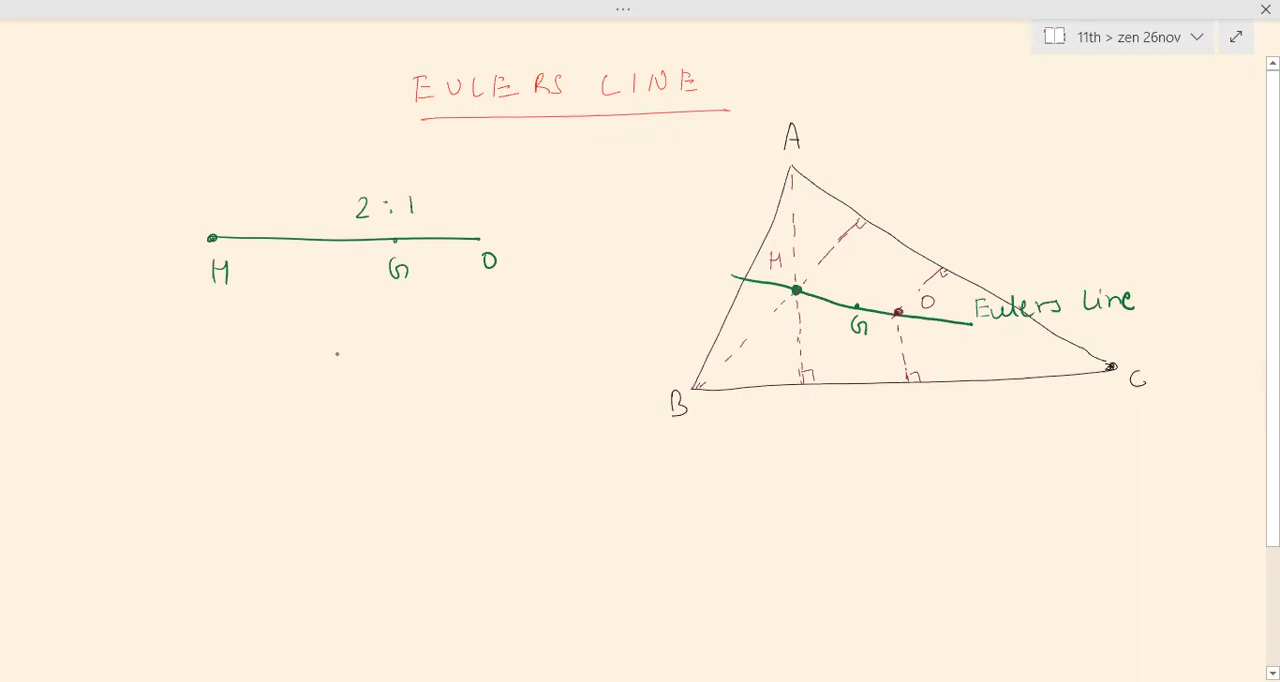 11th > zen 26nov
EULERS LINE
A
2 : 1
H
G
O
H
G
O
Eulers Line
B
C